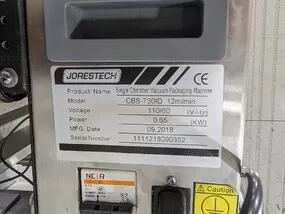 JORESTECH
CE
Product Name Single Chamber Vacuum Packaging Machine
Model CBS-730ID 12m/min
Voltage 110/60 (V/Hz)
Power 0.65 (KW)
MFG. Date 09.2018
Serial Number 1111218090352
Caution